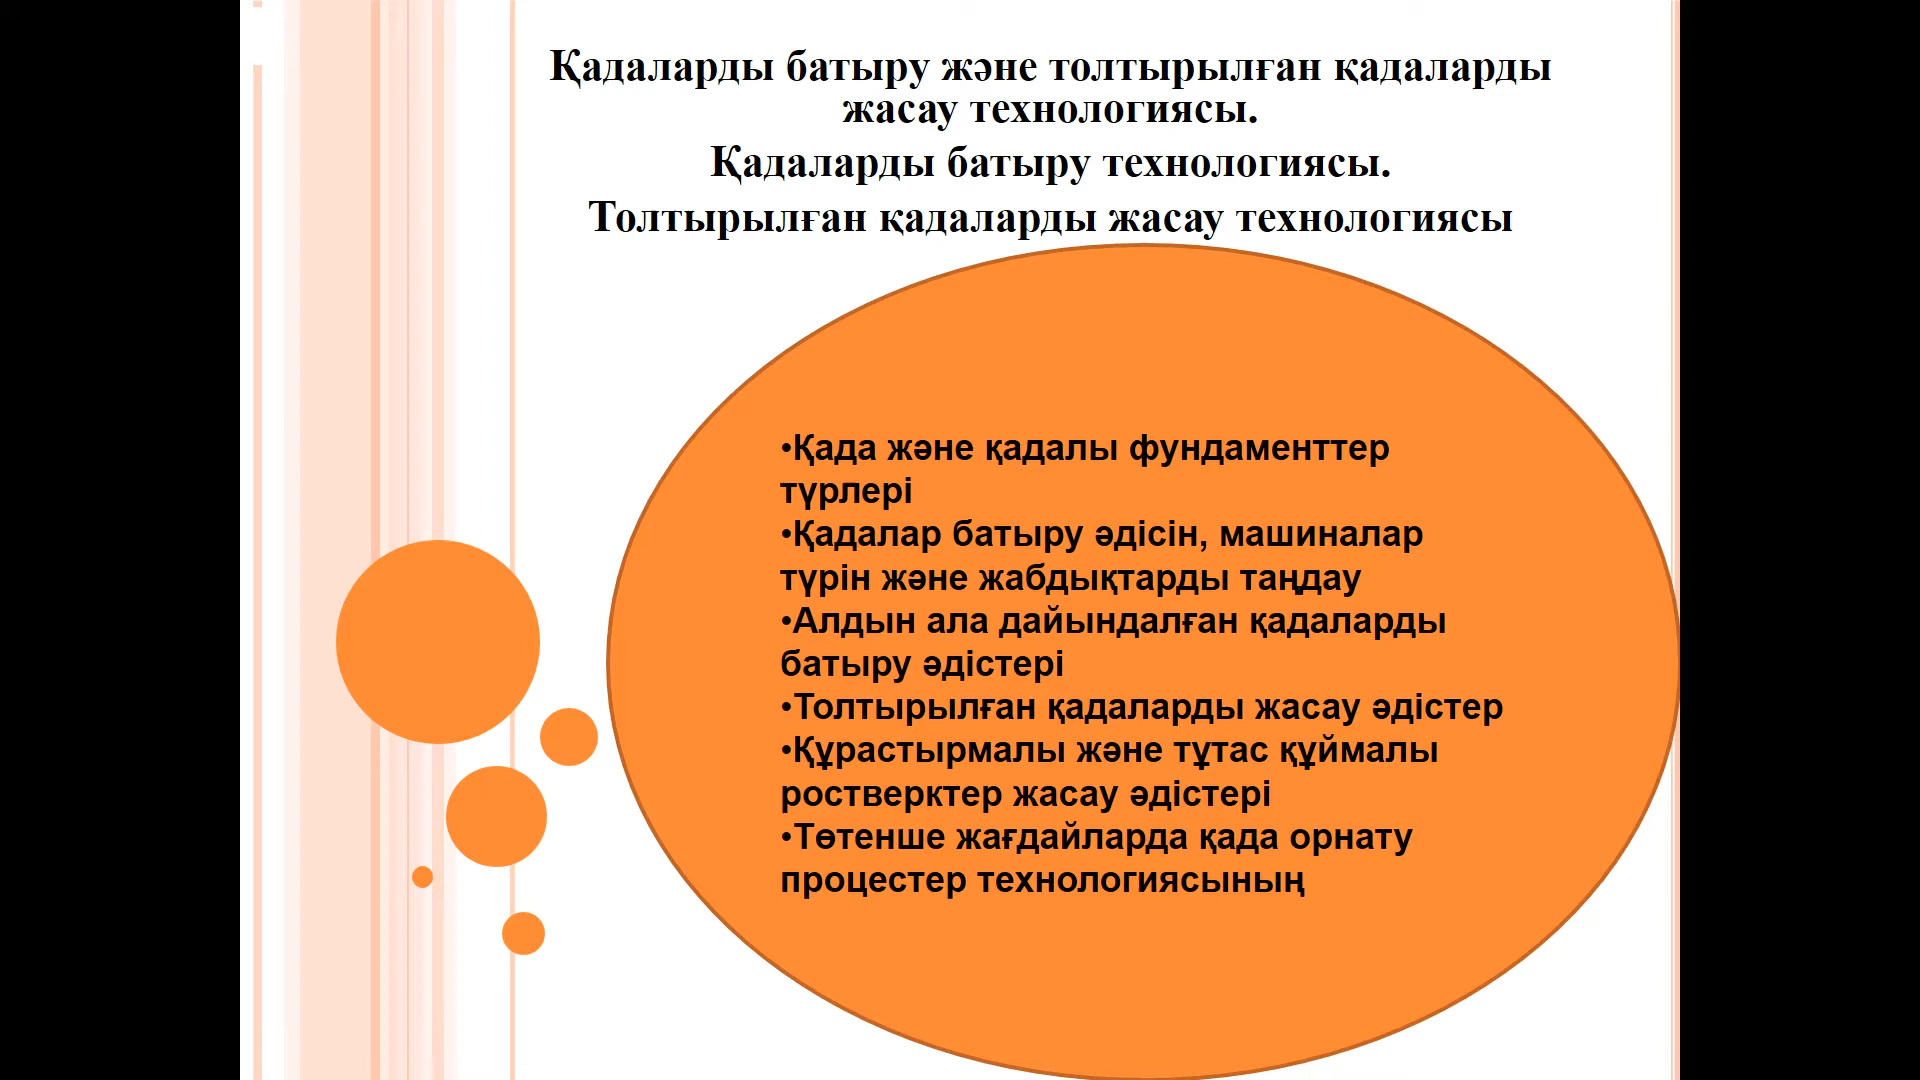 Қадаларды батыру және толтырылған қадаларды
жасау технологиясы.
Қадаларды батыру технологиясы.
Толтырылған қадаларды жасау технологиясы
•Қада және қадалы фундаменттер
түрлері
•Қадалар батыру әдісін, машиналар
түрін және жабдықтарды таңдау
•Алдын ала дайындалған қадаларды
батыру әдістері
•Толтырылған қадаларды жасау әдістер
•Құрастырмалы және тұтас құймалы
ростверктер жасау әдістері
•Төтенше жағдайларда қада орнату
процестер технологиясының